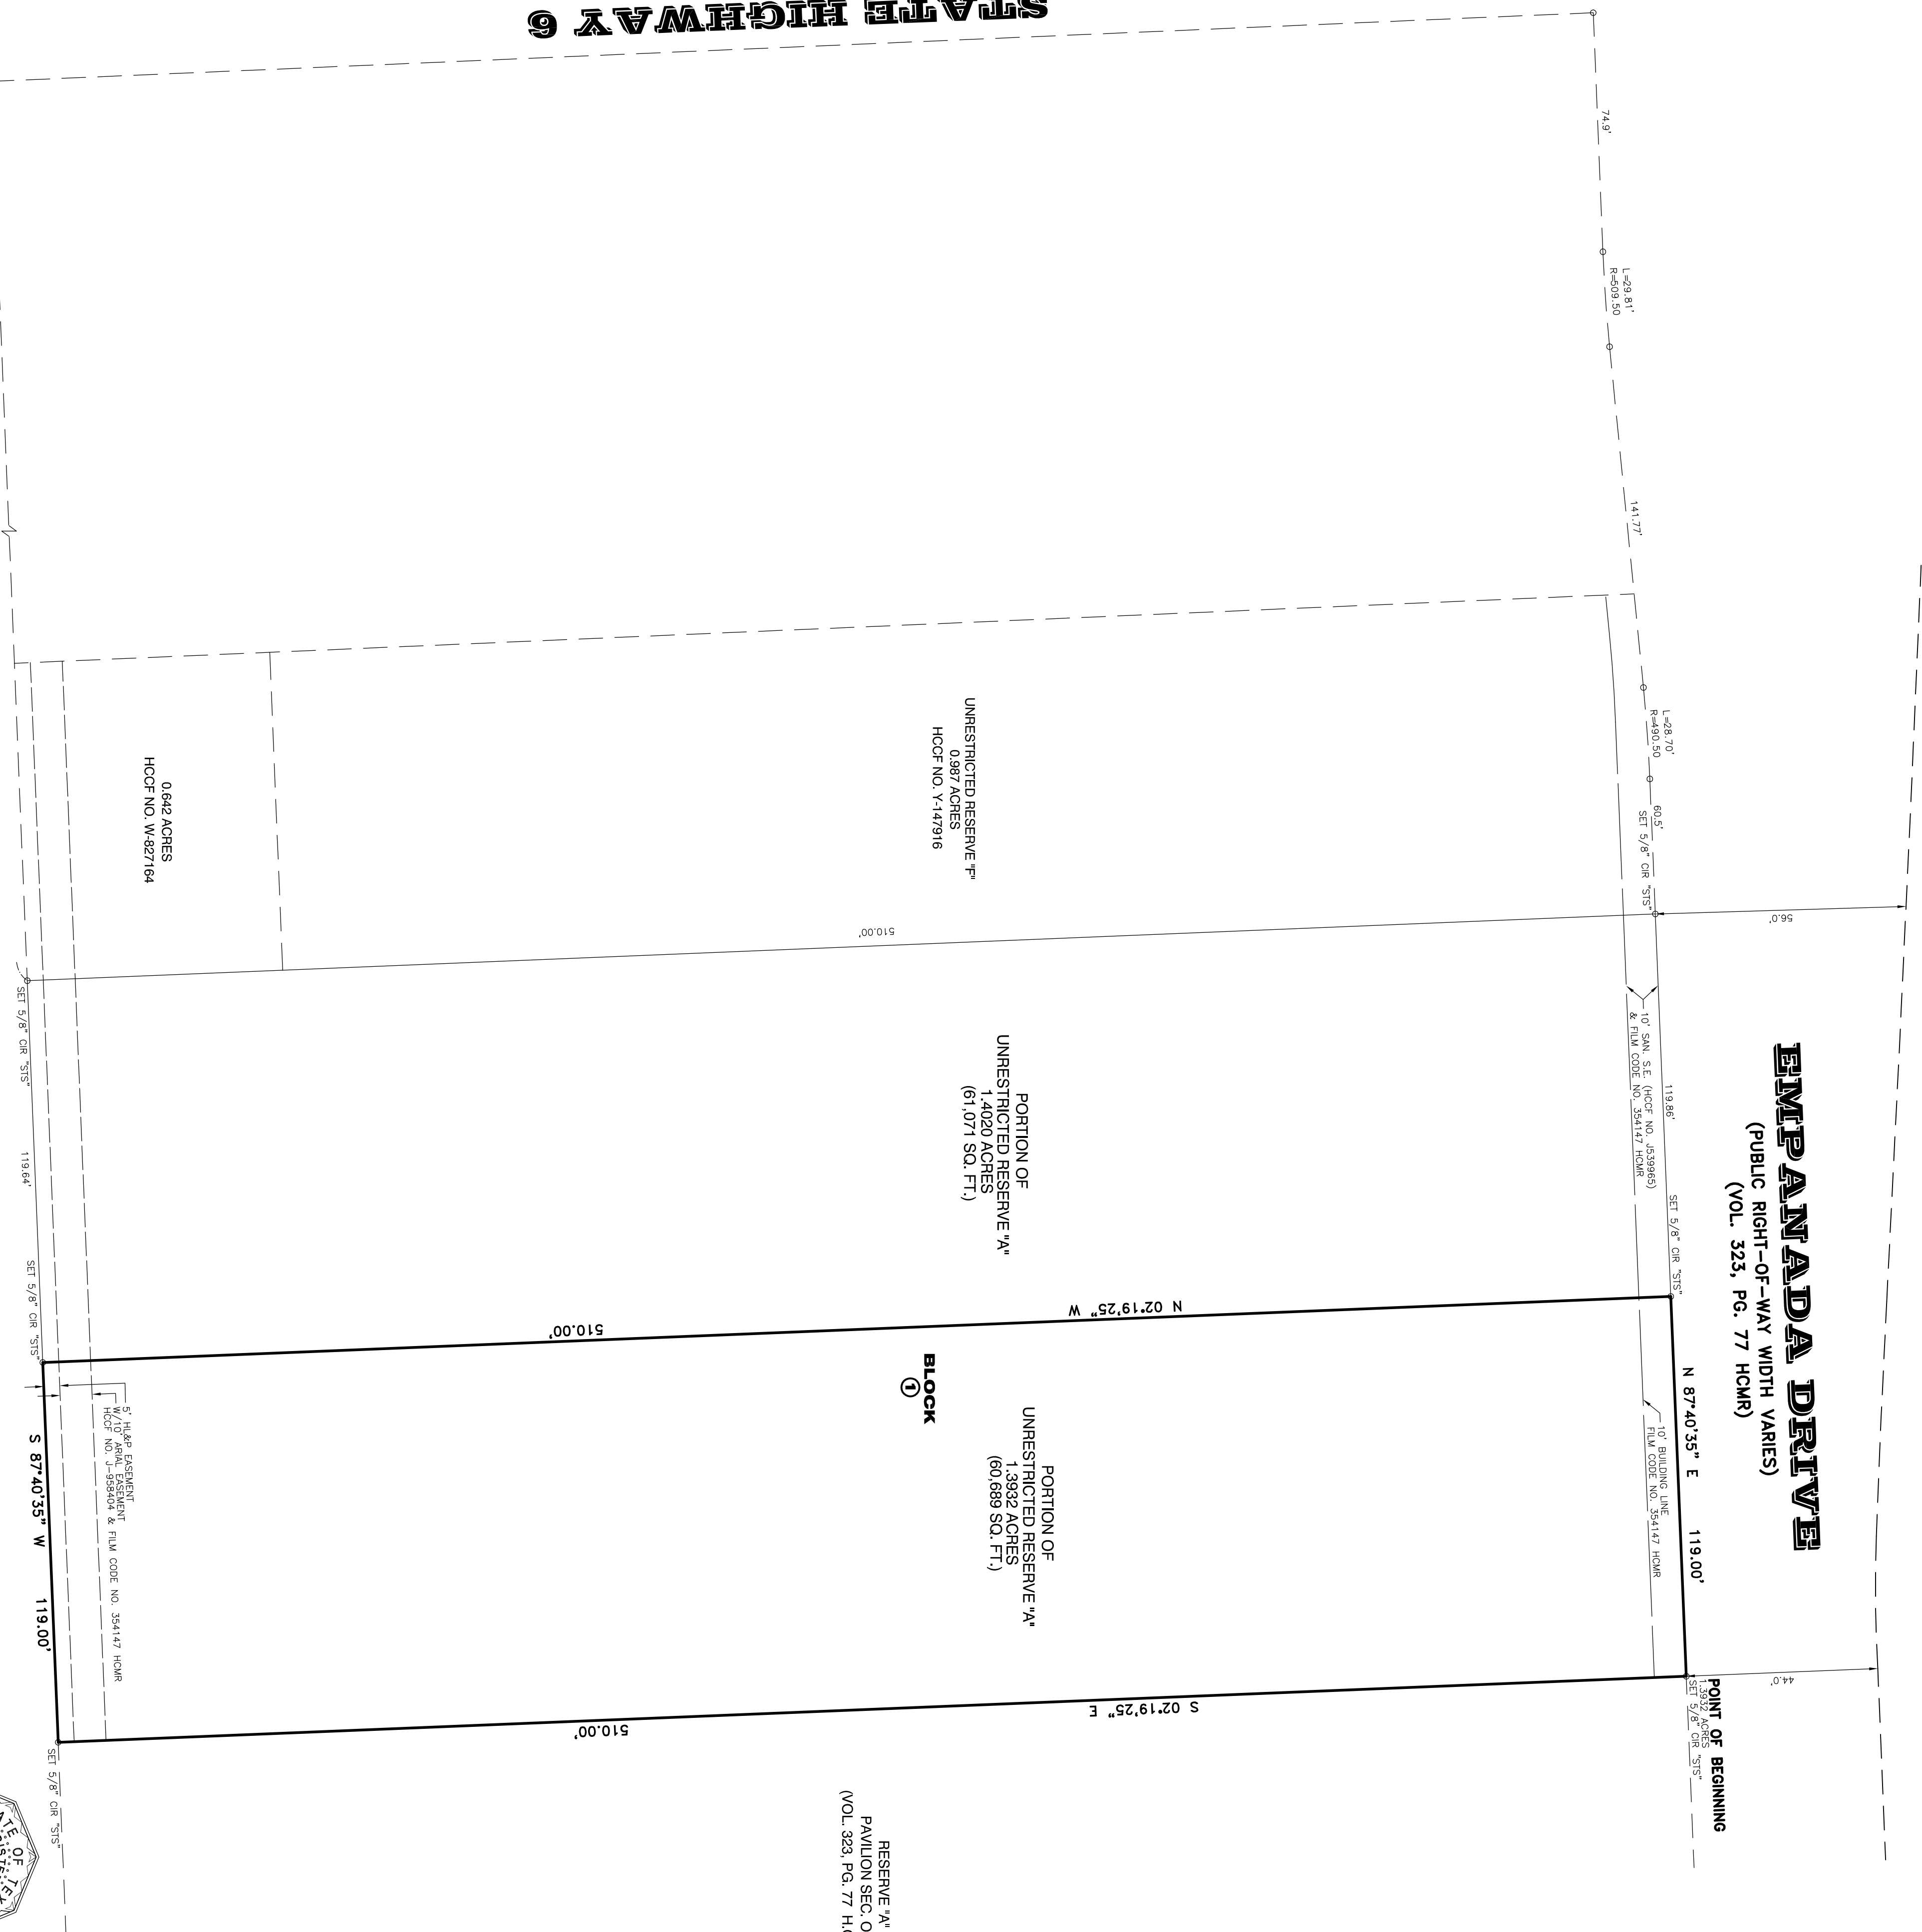 STATE HIGHWAY 6
74.9'
L=29.81'
R=509.50
141.77'
L=28.70'
R=490.50
60.5'
SET 5/8" CIR "STS"
56.0'
EMPANADA DRIVE
(PUBLIC RIGHT-OF-WAY WIDTH VARIES)
(VOL. 323, PG. 77 HCMR)
UNRESTRICTED RESERVE "F"
0.987 ACRES
HCCF NO. Y-147916
0.642 ACRES
HCCF NO. W-827164
510.00'
10' SAN. S.E. (HCCF NO. J539965)
& FILM CODE NO. 354147 HCMR
119.86'
SET 5/8" CIR "STS"
PORTION OF
UNRESTRICTED RESERVE "A"
1.4020 ACRES
(61,071 SQ. FT.)
SET 5/8" CIR "STS"
119.64'
SET 5/8" CIR "STS"
N 02°19'25" W
510.00'
N 87°40'35" E 119.00'
10' BUILDING LINE
FILM CODE NO. 354147 HCMR
BLOCK
1
PORTION OF
UNRESTRICTED RESERVE "A"
1.3932 ACRES
(60,689 SQ. FT.)
5' HL&P EASEMENT
W/10' ARIAL EASEMENT
HCCF NO. J-958404 & FILM CODE NO. 354147 HCMR
S 87°40'35" W 119.00'
S 02°19'25" E
510.00'
44.0'
POINT OF BEGINNING
1.3932 ACRES
SET 5/8" CIR "STS"
SET 5/8" CIR "STS"
RESERVE "A"
PAVILION SEC. O
(VOL. 323, PG. 77 H.
OF TEX